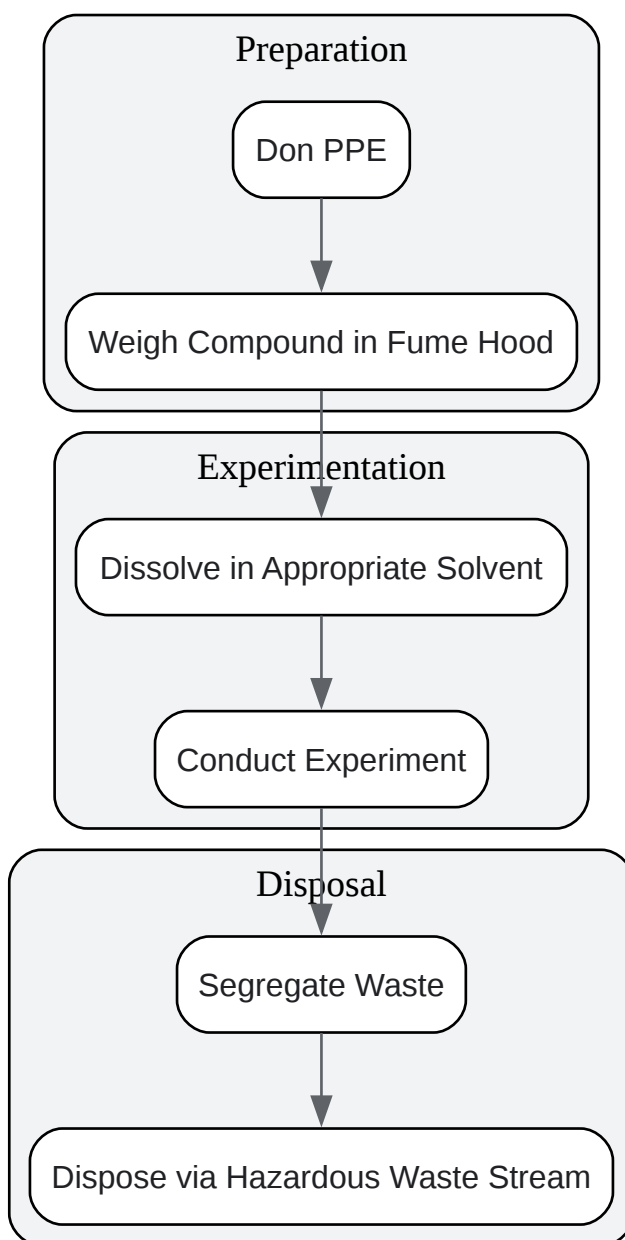 Preparation
Don PPE
Weigh Compound in Fume Hood
Experimentation
Dissolve in Appropriate Solvent
Conduct Experiment
Disposal
Segregate Waste
Dispose via Hazardous Waste Stream